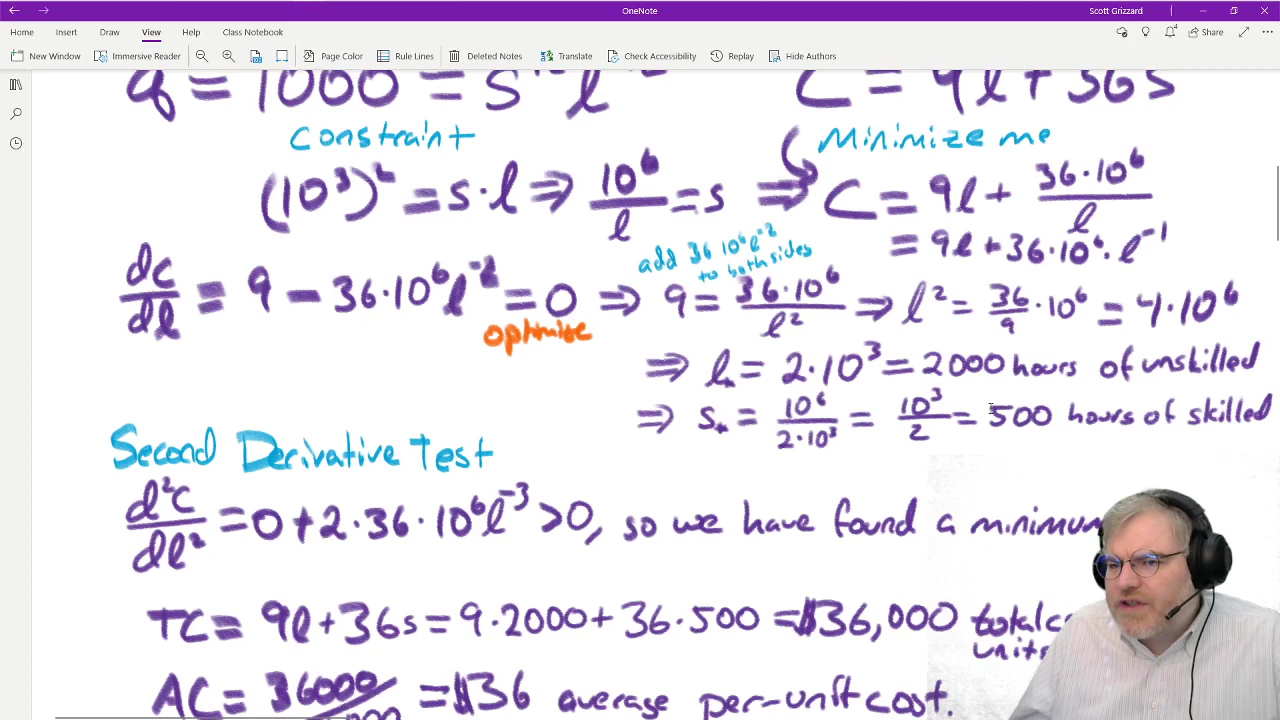 OneNote
Scott Grizzard
Home Insert Draw View Help Class Notebook
Share
New Window Immersive Reader Page Color Rule Lines Deleted Notes Translate Check Accessibility Replay Hide Authors
q = 1000 = s l C = 9l + 36s
Constraint Minimize me
(10³)² = s·l ⇒ 10⁶/l = s ⇒ C = 9l + 36·10⁶/l
= 9l + 36·10⁶·l⁻¹
add 36 10⁶l⁻²
to both sides
dC/dl = 9 − 36·10⁶l⁻² = 0 ⇒ 9 = 36·10⁶/l² ⇒ l² = 36/9·10⁶ = 4·10⁶
optimize
⇒ l* = 2·10³ = 2000 hours of unskilled
⇒ s* = 10⁶/2·10³ = 10³/2 = 500 hours of skilled
Second Derivative Test
d²C/dl² = 0 + 2·36·10⁶l⁻³ > 0, so we have found a minimum
TC = 9l + 36s = 9·2000 + 36·500 = $36,000 total
units
AC = 36000/ = $36 average per-unit cost.